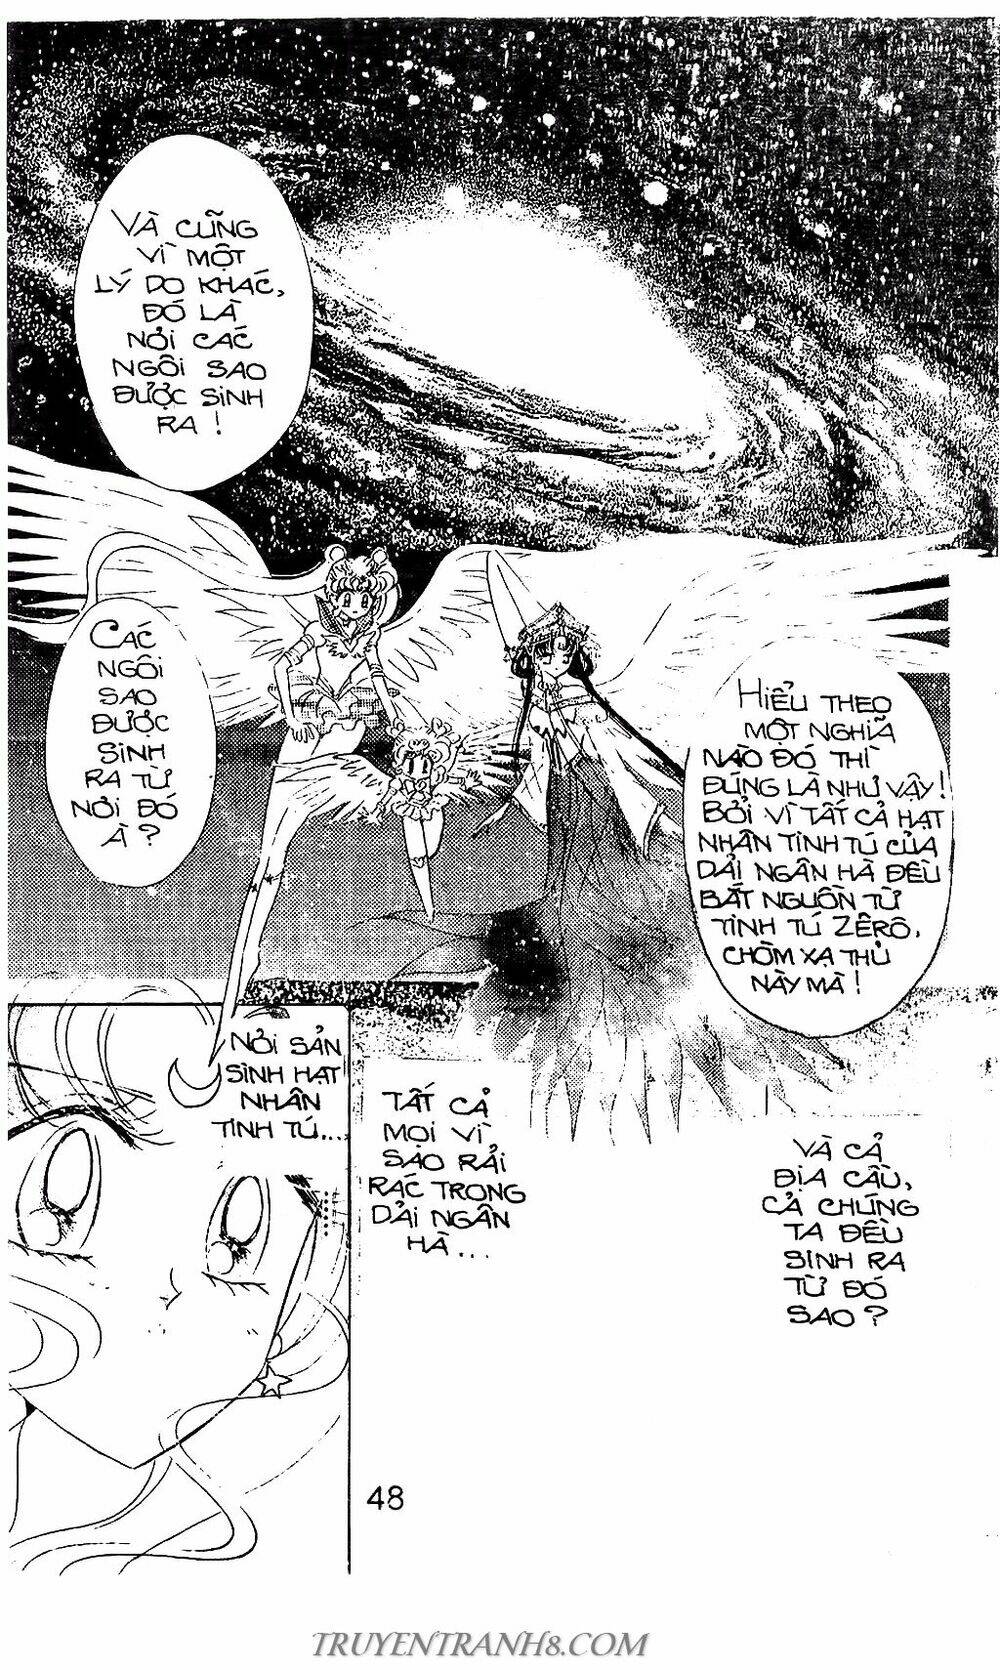 VÀ CŨNG
VÌ MỘT
LÝ DO KHÁC,
ĐÓ LÀ
NƠI CÁC
NGÔI SAO
ĐƯỢC SINH
RA !
CÁC
NGÔI
SAO
ĐƯỢC
SINH
RA TỪ
NƠI ĐÓ
À ?
HIỂU THEO
MỘT NGHĨA
NÀO ĐÓ THÌ
ĐÚNG LÀ NHƯ VẬY !
BỞI VÌ TẤT CẢ HẠT
NHÂN TINH TÚ CỦA
DẢI NGÂN HÀ ĐỀU
BẮT NGUỒN TỪ
TINH TÚ ZÊRÔ,
CHÒM XẠ THỦ
NÀY MÀ !
NƠI SẢN
SINH HẠT
NHÂN
TINH TÚ....
TẤT CẢ
MỌI VÌ
SAO RẢI
RÁC TRONG
DẢI NGÂN
HÀ ...
VÀ CẢ
ĐỊA CẦU,
CẢ CHÚNG
TA ĐỀU
SINH RA
TỪ ĐÓ
SAO ?
48
TRUYENTRANH8.COM